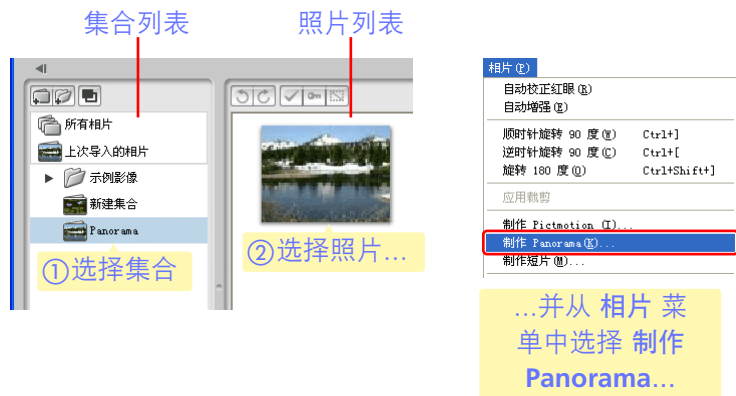 集合列表
照片列表
所有相片
上次导入的相片
示例影像
新建集合
Panorama
①选择集合
②选择照片...
相片(P)
自动校正红眼(R)
自动增强(E)
顺时针旋转 90 度(W) Ctrl+]
逆时针旋转 90 度(C) Ctrl+[
旋转 180 度(O) Ctrl+Shift+]
应用裁剪
制作 Pictmotion (I)...
制作 Panorama(K)...
制作短片(M)...
...并从 相片 菜
单中选择 制作
Panorama...